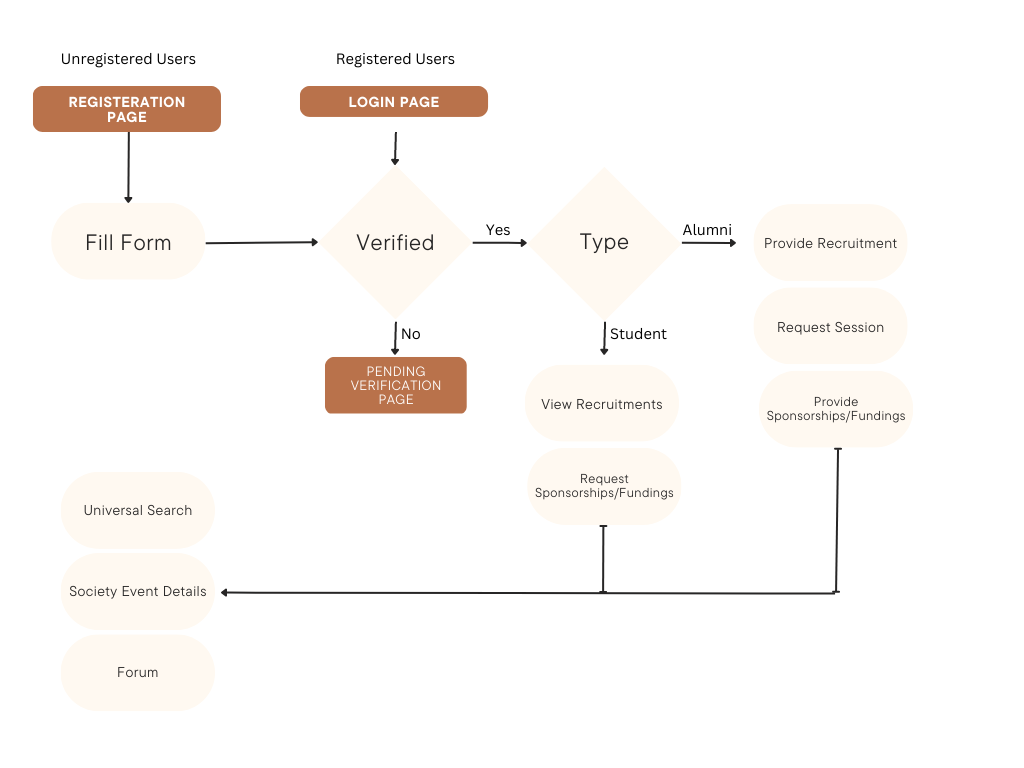 Unregistered Users
Registered Users
REGISTERATION
PAGE
LOGIN PAGE
Fill Form
Verified
Yes
Type
Alumni
Provide Recruitment
No
Student
Request Session
PENDING
VERIFICATION
PAGE
View Recruitments
Provide
Sponsorships/Fundings
Request
Sponsorships/Fundings
Universal Search
Society Event Details
Forum